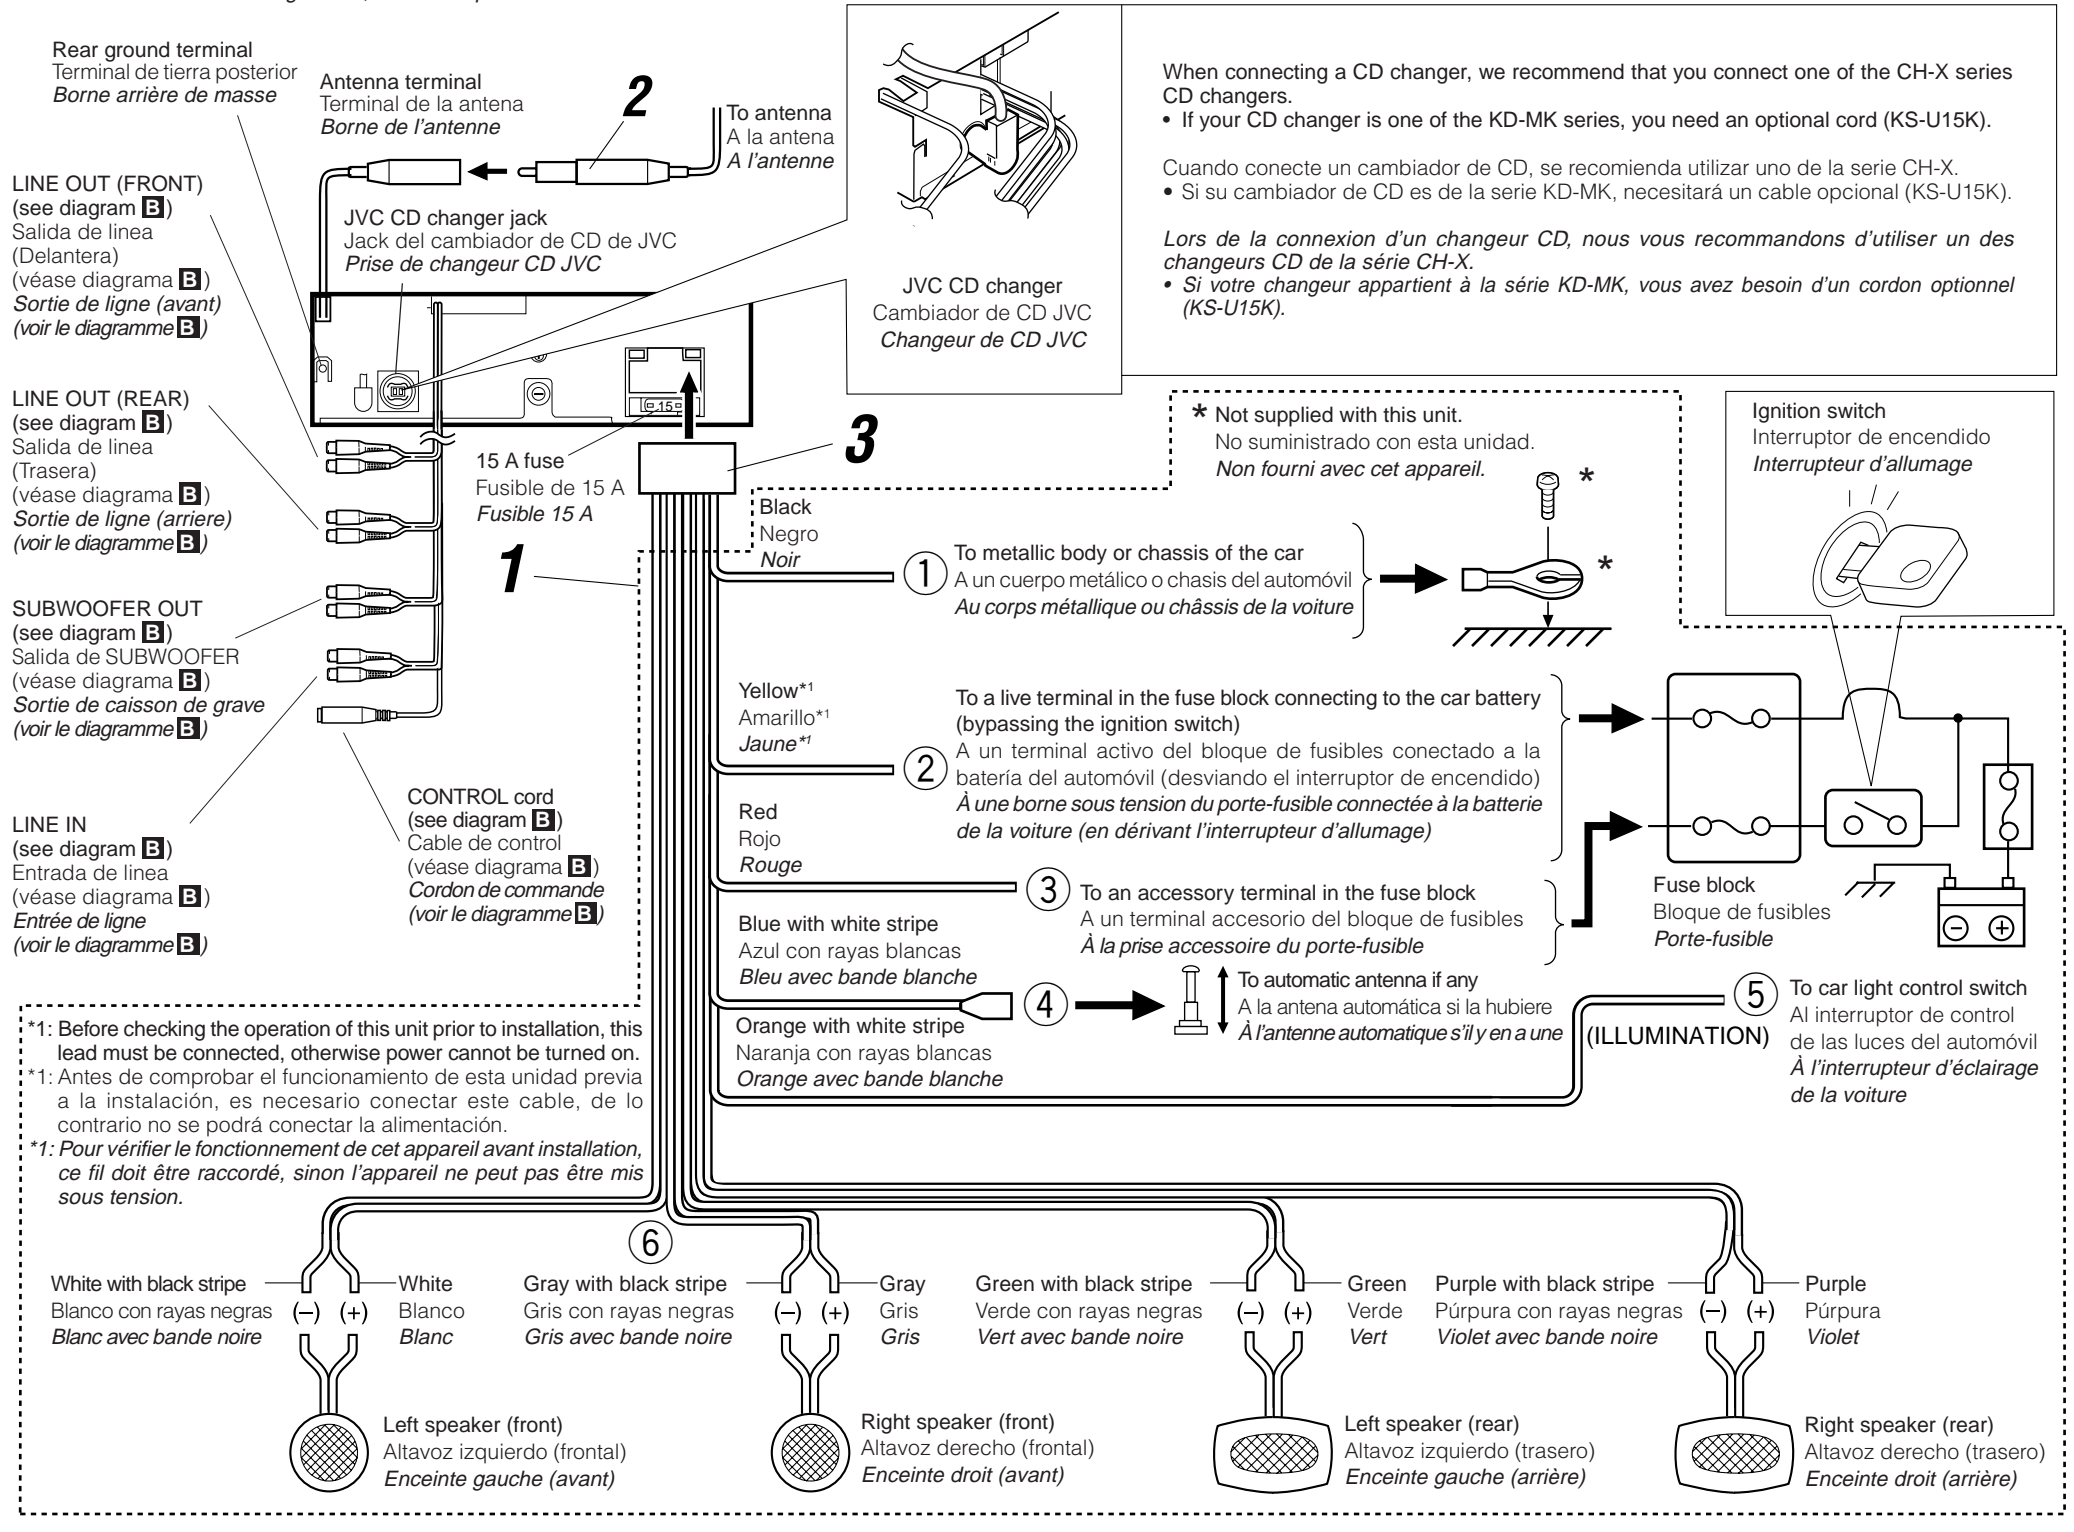 Rear ground terminal
Terminal de tierra posterior
Borne arrière de masse
Antenna terminal
Terminal de la antena
Borne de l'antenne
2
To antenna
A la antena
A l'antenne
LINE OUT (FRONT)
(see diagram B)
Salida de linea
(Delantera)
(véase diagrama B)
Sortie de ligne (avant)
(voir le diagramme B)
JVC CD changer jack
Jack del cambiador de CD de JVC
Prise de changeur CD JVC
JVC CD changer
Cambiador de CD JVC
Changeur de CD JVC
When connecting a CD changer, we recommend that you connect one of the CH-X series
CD changers.
• If your CD changer is one of the KD-MK series, you need an optional cord (KS-U15K).
Cuando conecte un cambiador de CD, se recomienda utilizar uno de la serie CH-X.
• Si su cambiador de CD es de la serie KD-MK, necesitará un cable opcional (KS-U15K).
Lors de la connexion d'un changeur CD, nous vous recommandons d'utiliser un des
changeurs CD de la série CH-X.
• Si votre changeur appartient à la série KD-MK, vous avez besoin d'un cordon optionnel
(KS-U15K).
LINE OUT (REAR)
(see diagram B)
Salida de linea
(Trasera)
(véase diagrama B)
Sortie de ligne (arriere)
(voir le diagramme B)
15
15 A fuse
Fusible de 15 A
Fusible 15 A
3
1
* Not supplied with this unit.
No suministrado con esta unidad.
Non fourni avec cet appareil.
*
*
Ignition switch
Interruptor de encendido
Interrupteur d'allumage
Black
Negro
Noir
① To metallic body or chassis of the car
A un cuerpo metálico o chasis del automóvil
Au corps métallique ou châssis de la voiture
SUBWOOFER OUT
(see diagram B)
Salida de SUBWOOFER
(véase diagrama B)
Sortie de caisson de grave
(voir le diagramme B)
Yellow*1
Amarillo*1
Jaune*1
② To a live terminal in the fuse block connecting to the car battery
(bypassing the ignition switch)
A un terminal activo del bloque de fusibles conectado a la
batería del automóvil (desviando el interruptor de encendido)
À une borne sous tension du porte-fusible connectée à la batterie
de la voiture (en dérivant l'interrupteur d'allumage)
LINE IN
(see diagram B)
Entrada de linea
(véase diagrama B)
Entrée de ligne
(voir le diagramme B)
CONTROL cord
(see diagram B)
Cable de control
(véase diagrama B)
Cordon de commande
(voir le diagramme B)
Red
Rojo
Rouge
③ To an accessory terminal in the fuse block
A un terminal accesorio del bloque de fusibles
À la prise accessoire du porte-fusible
Fuse block
Bloque de fusibles
Porte-fusible
− +
Blue with white stripe
Azul con rayas blancas
Bleu avec bande blanche
④ To automatic antenna if any
A la antena automática si la hubiere
À l'antenne automatique s'il y en a une
Orange with white stripe
Naranja con rayas blancas
Orange avec bande blanche
(ILLUMINATION)
⑤ To car light control switch
Al interruptor de control
de las luces del automóvil
À l'interrupteur d'éclairage
de la voiture
*1: Before checking the operation of this unit prior to installation, this
lead must be connected, otherwise power cannot be turned on.
*1: Antes de comprobar el funcionamiento de esta unidad previa
a la instalación, es necesario conectar este cable, de lo
contrario no se podrá conectar la alimentación.
*1: Pour vérifier le fonctionnement de cet appareil avant installation,
ce fil doit être raccordé, sinon l'appareil ne peut pas être mis
sous tension.
⑥
White with black stripe
Blanco con rayas negras
Blanc avec bande noire
(−) (+)
White
Blanco
Blanc
Gray with black stripe
Gris con rayas negras
Gris avec bande noire
(−) (+)
Gray
Gris
Gris
Green with black stripe
Verde con rayas negras
Vert avec bande noire
(−) (+)
Green
Verde
Vert
Purple with black stripe
Púrpura con rayas negras
Violet avec bande noire
(−) (+)
Purple
Púrpura
Violet
Left speaker (front)
Altavoz izquierdo (frontal)
Enceinte gauche (avant)
Right speaker (front)
Altavoz derecho (frontal)
Enceinte droit (avant)
Left speaker (rear)
Altavoz izquierdo (trasero)
Enceinte gauche (arrière)
Right speaker (rear)
Altavoz derecho (trasero)
Enceinte droit (arrière)